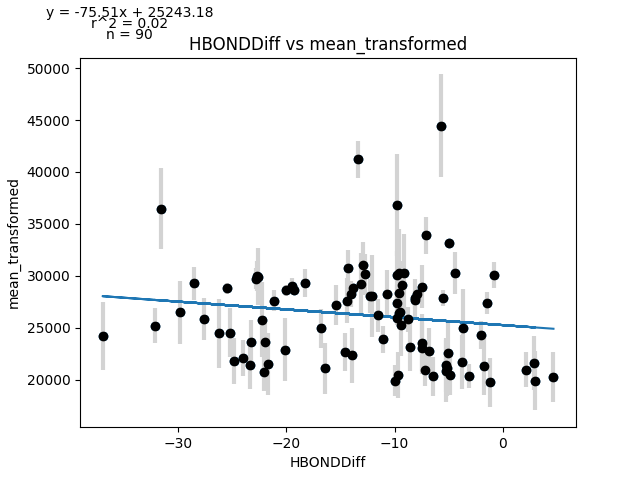 y = -75.51x + 25243.18
r^2 = 0.02
n = 90
HBONDDiff vs mean_transformed
50000
45000
40000
35000
30000
25000
20000
mean_transformed
−30
−20
−10
0
HBONDDiff